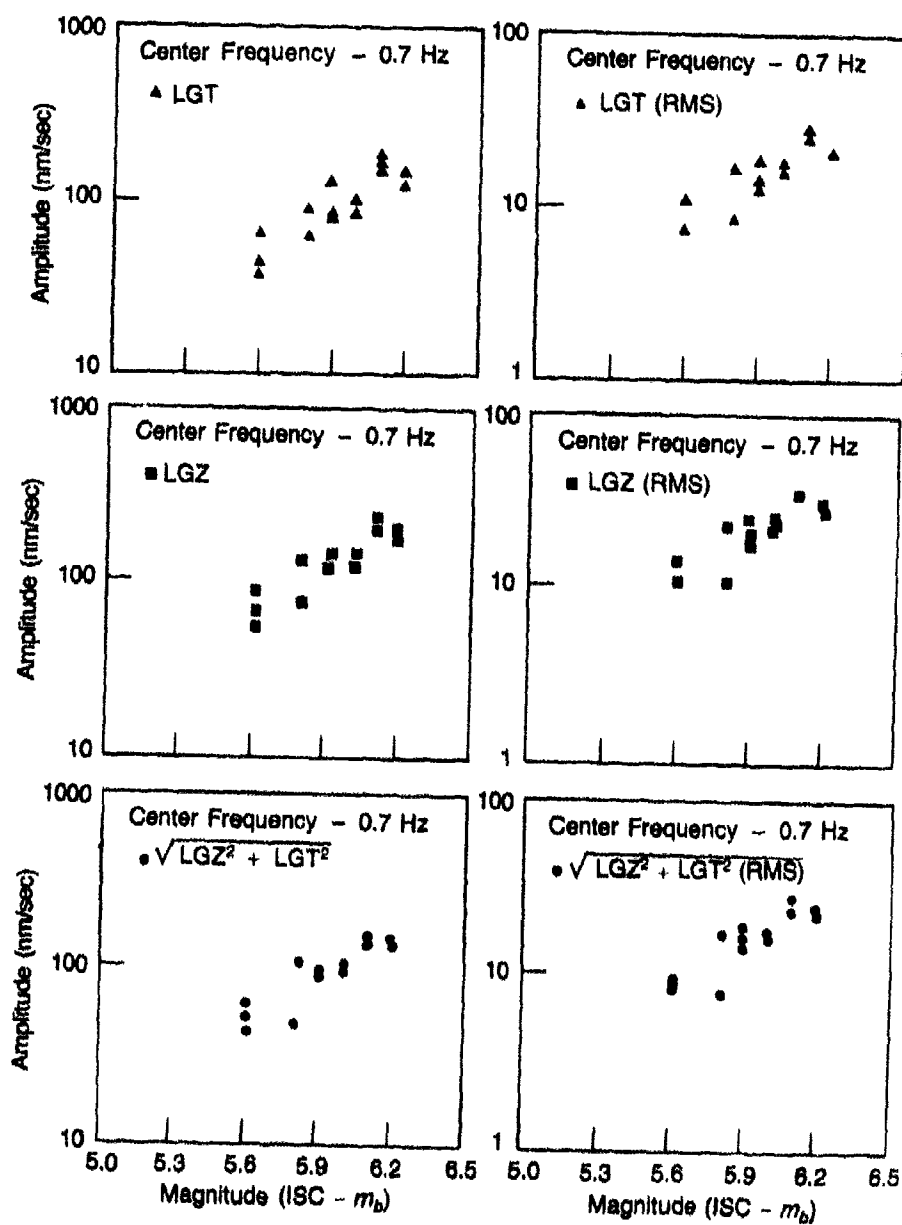 1000
Center Frequency – 0.7 Hz
▲ LGT
100
10
Amplitude (nm/sec)
100
Center Frequency – 0.7 Hz
▲ LGT (RMS)
10
1
1000
Center Frequency – 0.7 Hz
■ LGZ
100
10
Amplitude (nm/sec)
100
Center Frequency – 0.7 Hz
■ LGZ (RMS)
10
1
1000
Center Frequency – 0.7 Hz
● √LGZ² + LGT²
100
10
Amplitude (nm/sec)
5.0 5.3 5.6 5.9 6.2 6.5
Magnitude (ISC – m_b)
100
Center Frequency – 0.7 Hz
● √LGZ² + LGT² (RMS)
10
1
5.0 5.3 5.6 5.9 6.2 6.5
Magnitude (ISC – m_b)